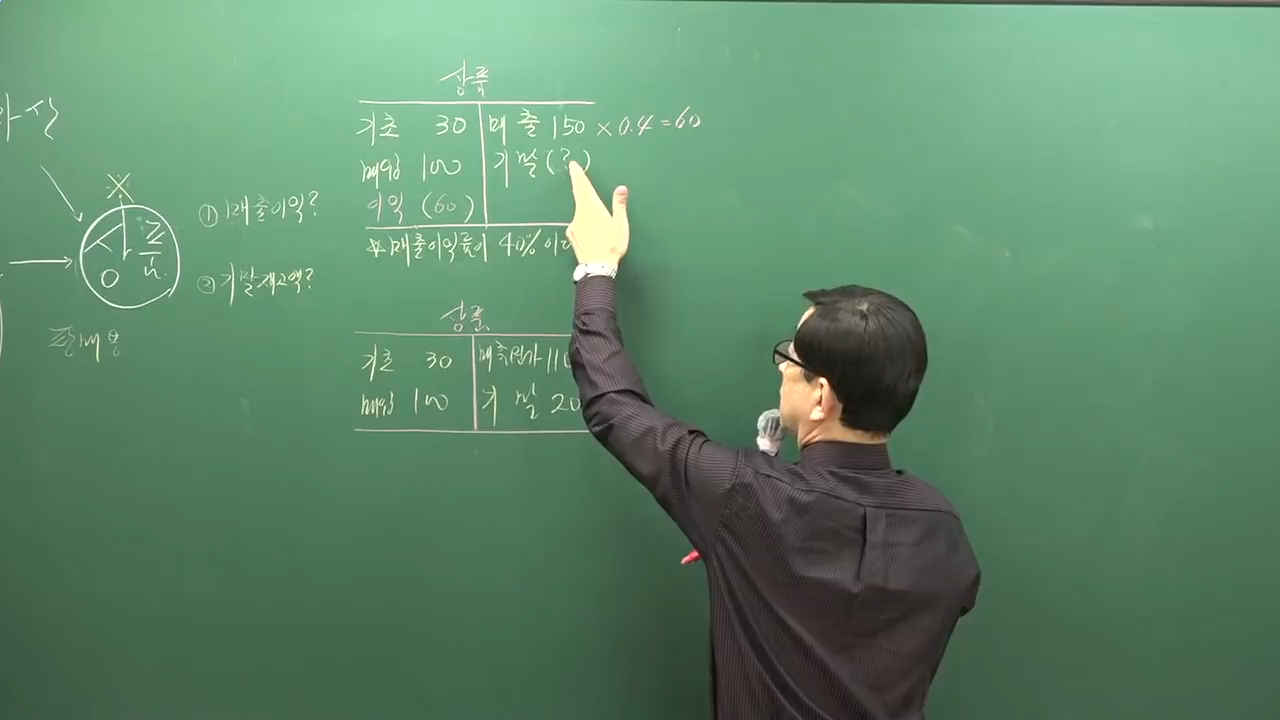 상품
기초 30 매출 150 × 0.4 = 60
매입 100 기말 (?)
이익 (60)
※ 매출이익률이 40% 이
① 매출이익?
② 기말재고액?
판매용
상품
기초 30 매출원가 110
매입 100 기말 20